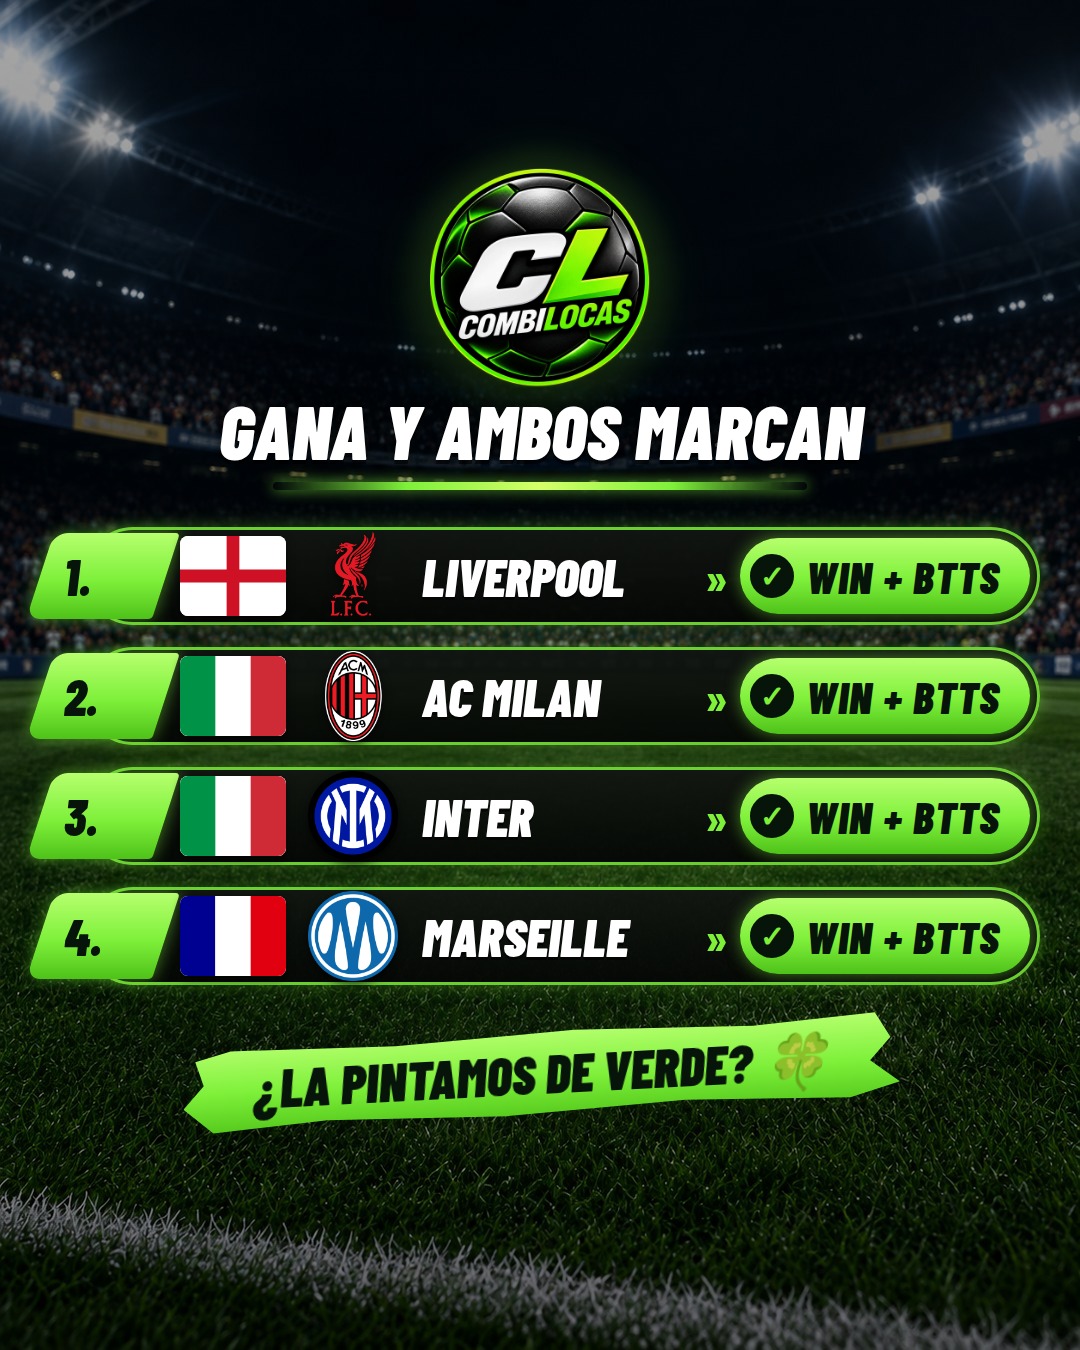 CL
COMBILOCAS
GANA Y AMBOS MARCAN
1. L.F.C. LIVERPOOL » ✓ WIN + BTTS
2. ACM 1899 AC MILAN » ✓ WIN + BTTS
3. INTER » ✓ WIN + BTTS
4. MARSEILLE » ✓ WIN + BTTS
¿LA PINTAMOS DE VERDE? 🍀